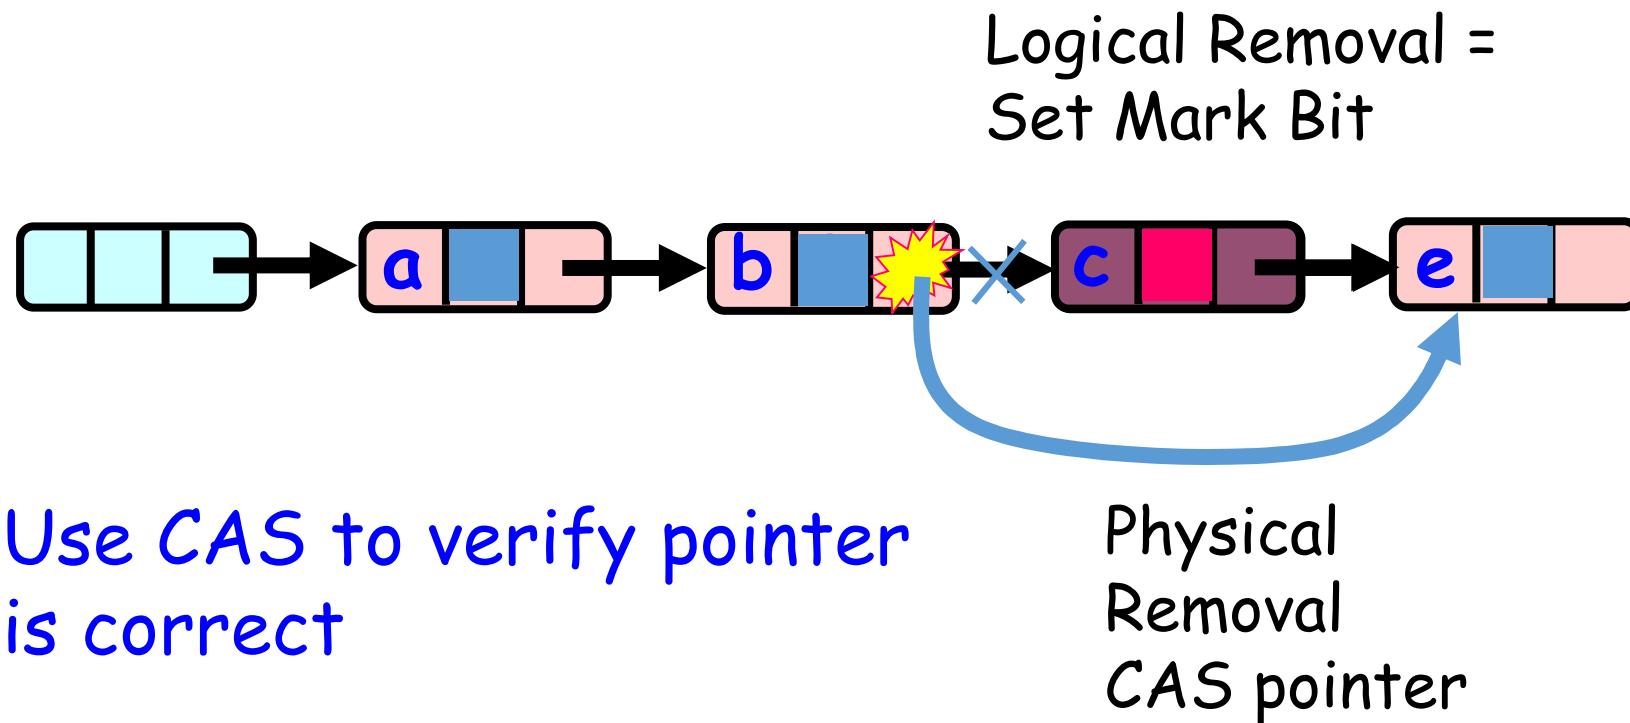 Logical Removal =
Set Mark Bit
a b c e
Use CAS to verify pointer
is correct
Physical
Removal
CAS pointer